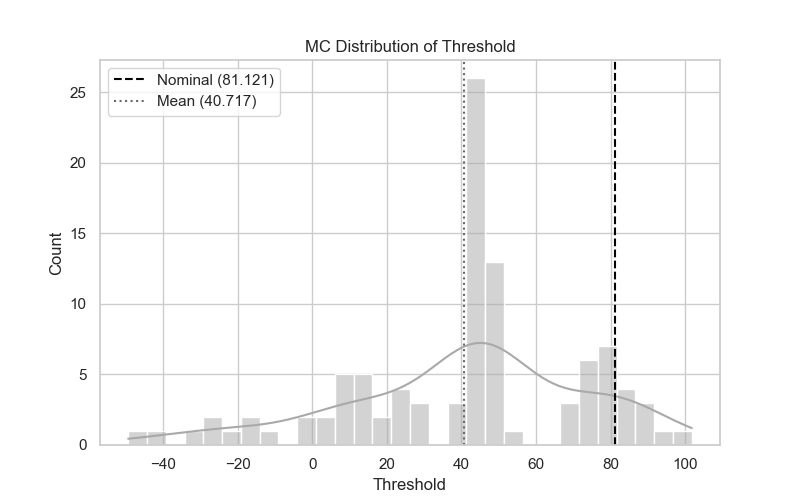 MC Distribution of Threshold
Nominal (81.121)
Mean (40.717)
25
20
15
10
5
0
Count
−40 −20 0 20 40 60 80 100
Threshold